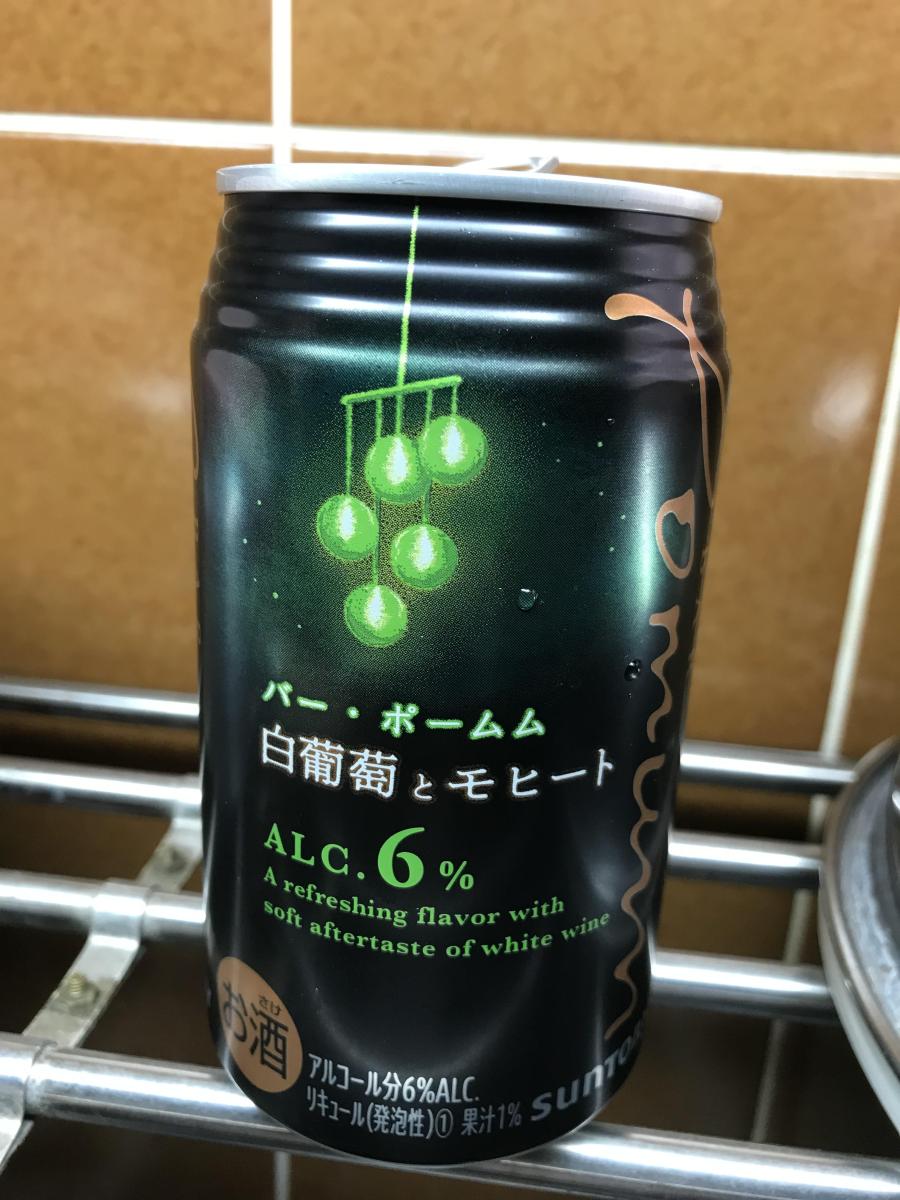 バー・ポームム
白葡萄とモヒート
ALC. 6%
A refreshing flavor with
soft aftertaste of white wine
さけ
お酒
アルコール分6%ALC.
リキュール(発泡性)① 果汁1%
SUNTORY
Pomum